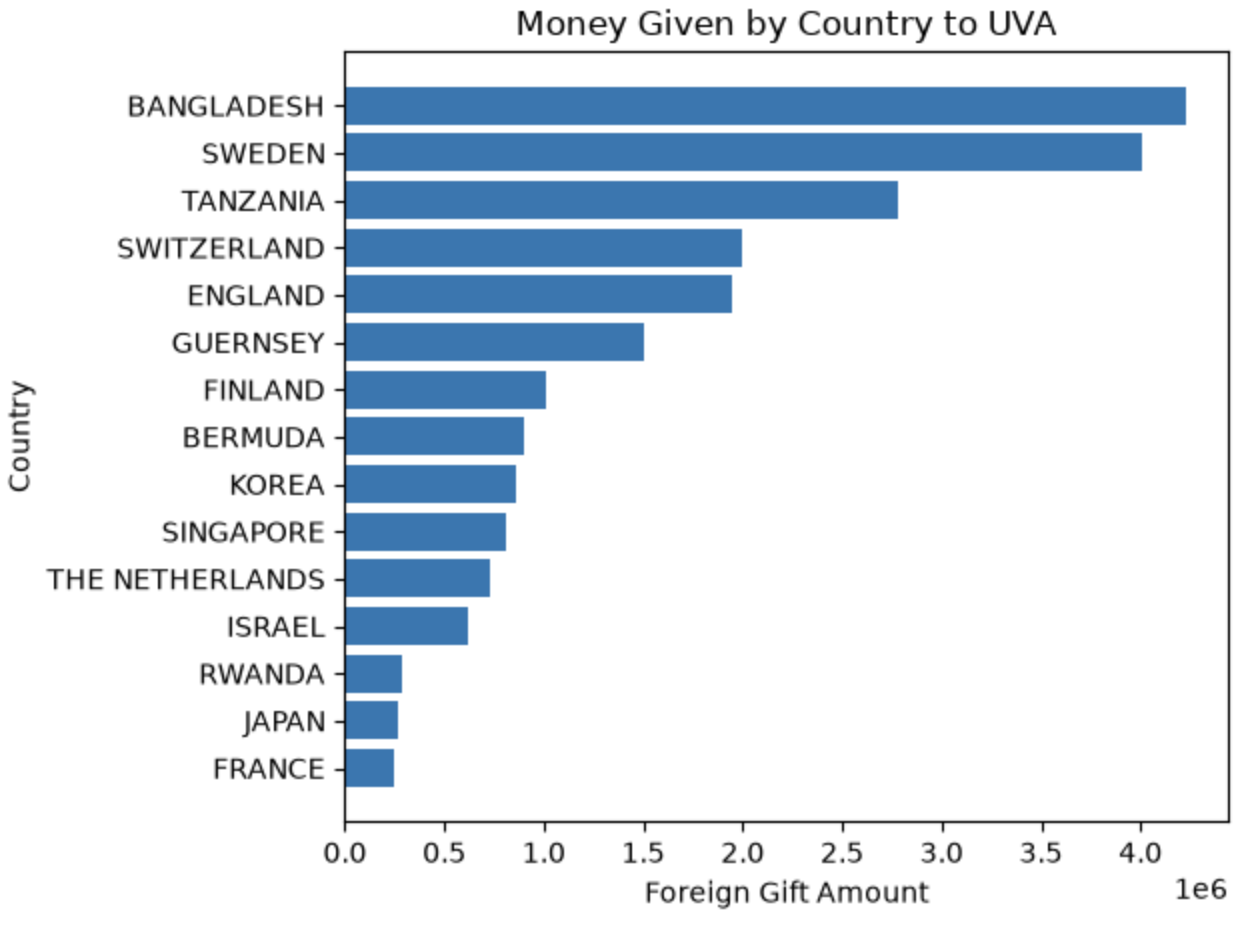 Money Given by Country to UVA
Country
BANGLADESH
SWEDEN
TANZANIA
SWITZERLAND
ENGLAND
GUERNSEY
FINLAND
BERMUDA
KOREA
SINGAPORE
THE NETHERLANDS
ISRAEL
RWANDA
JAPAN
FRANCE
0.0 0.5 1.0 1.5 2.0 2.5 3.0 3.5 4.0
Foreign Gift Amount
1e6